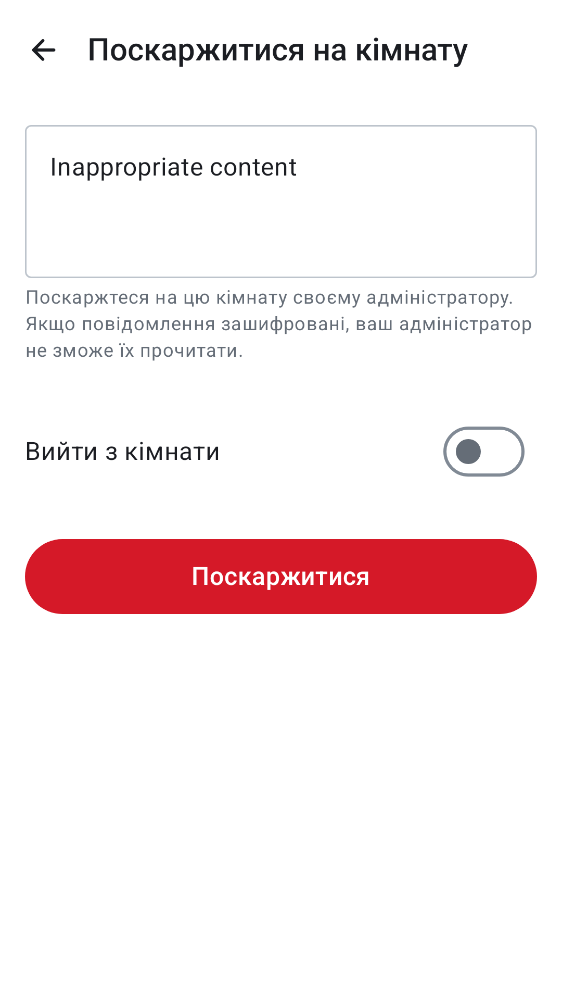 Поскаржитися на кімнату
Inappropriate content
Поскаржтеся на цю кімнату своєму адміністратору.
Якщо повідомлення зашифровані, ваш адміністратор
не зможе їх прочитати.
Вийти з кімнати
Поскаржитися